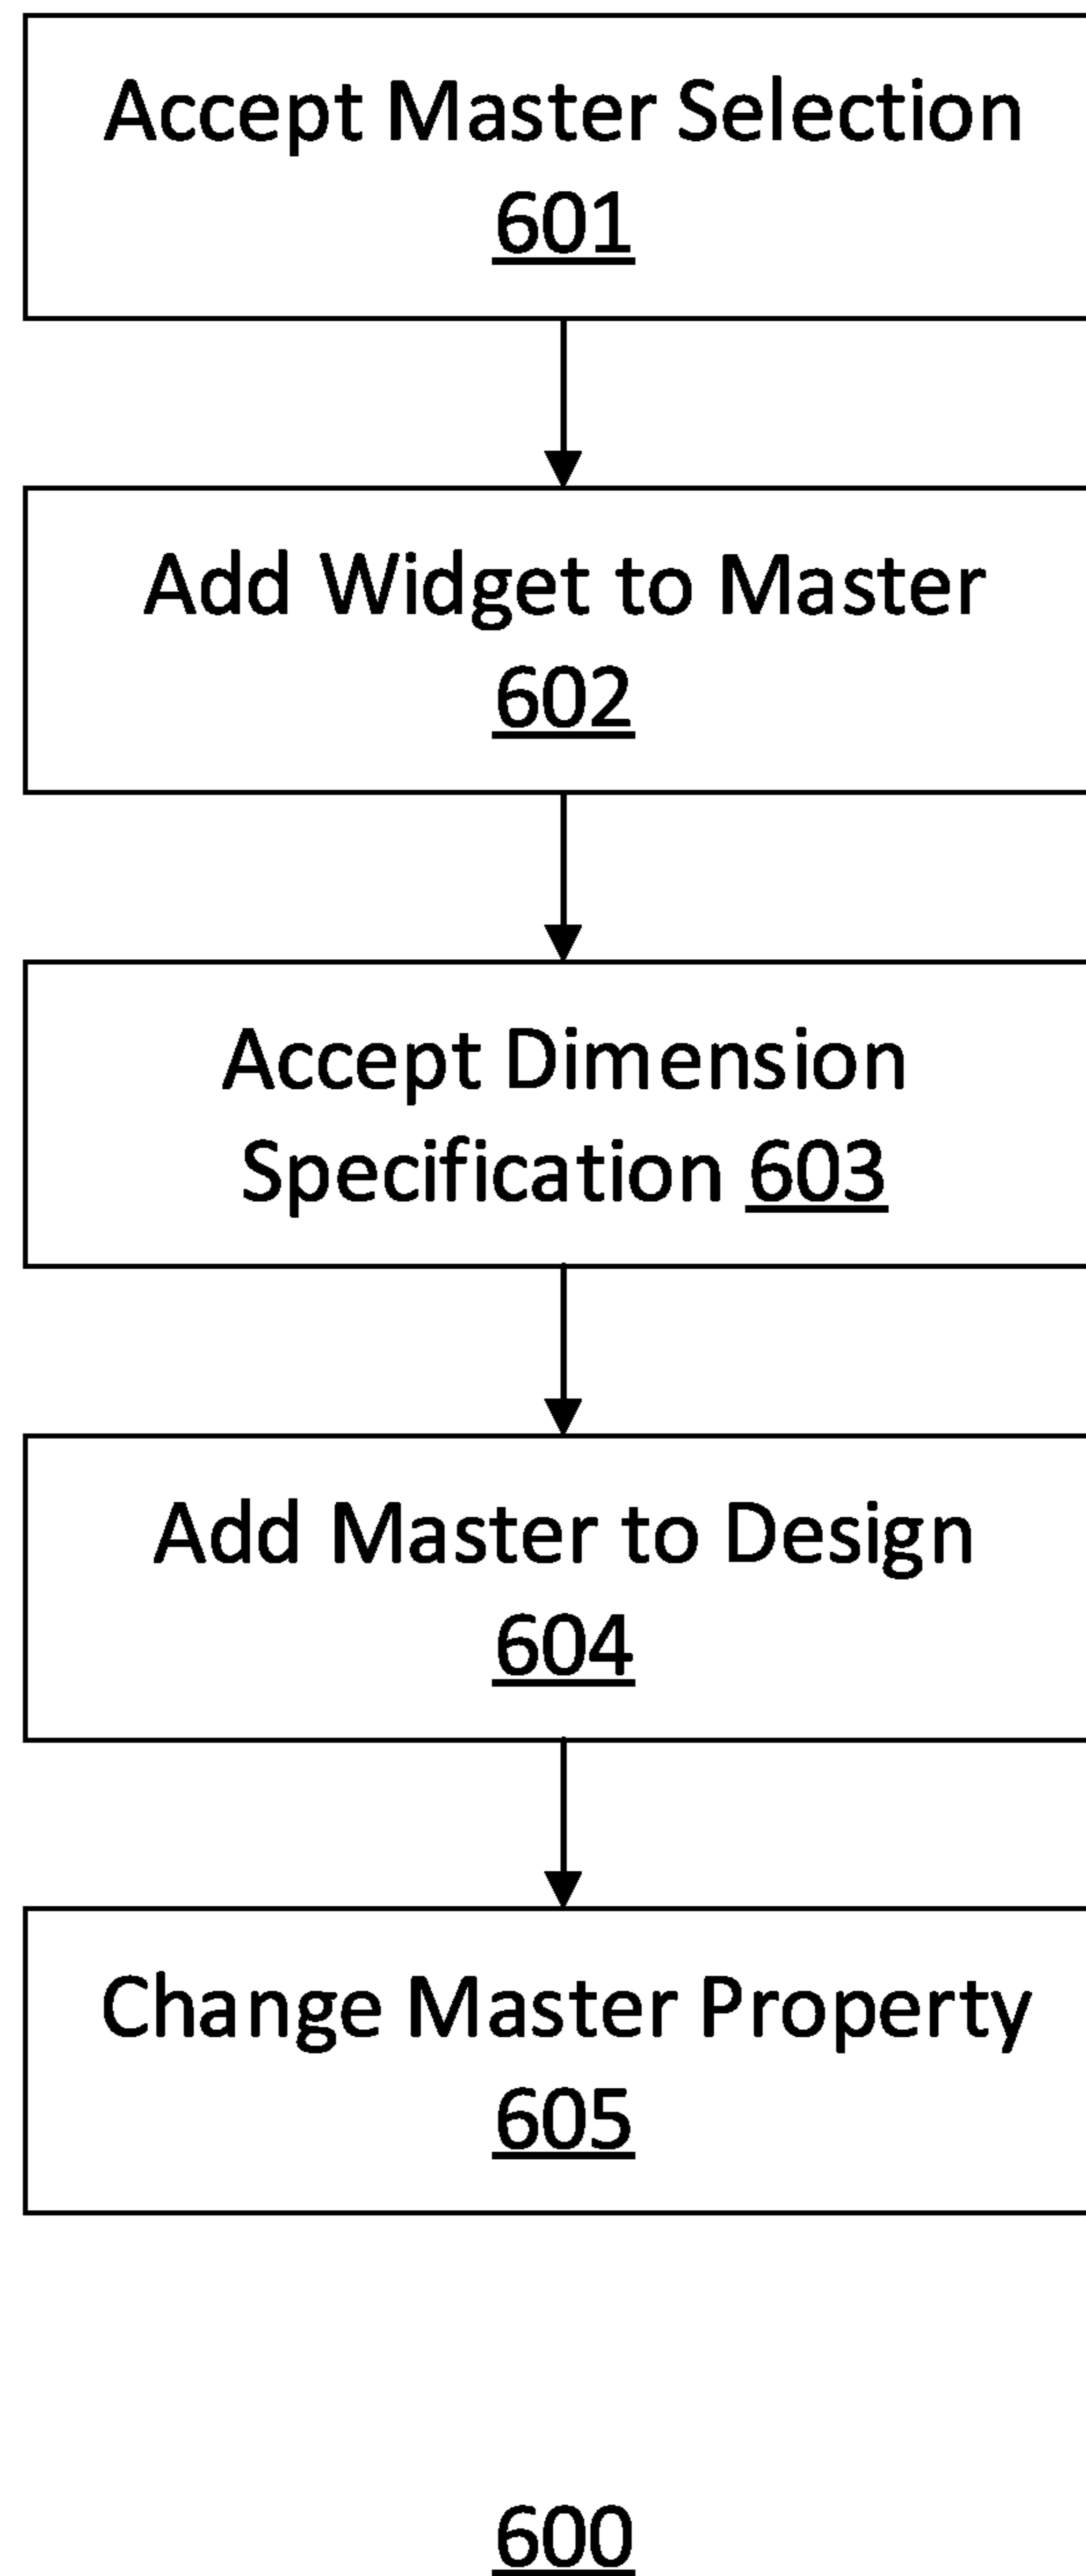 Accept Master Selection
601
Add Widget to Master
602
Accept Dimension
Specification 603
Add Master to Design
604
Change Master Property
605
600